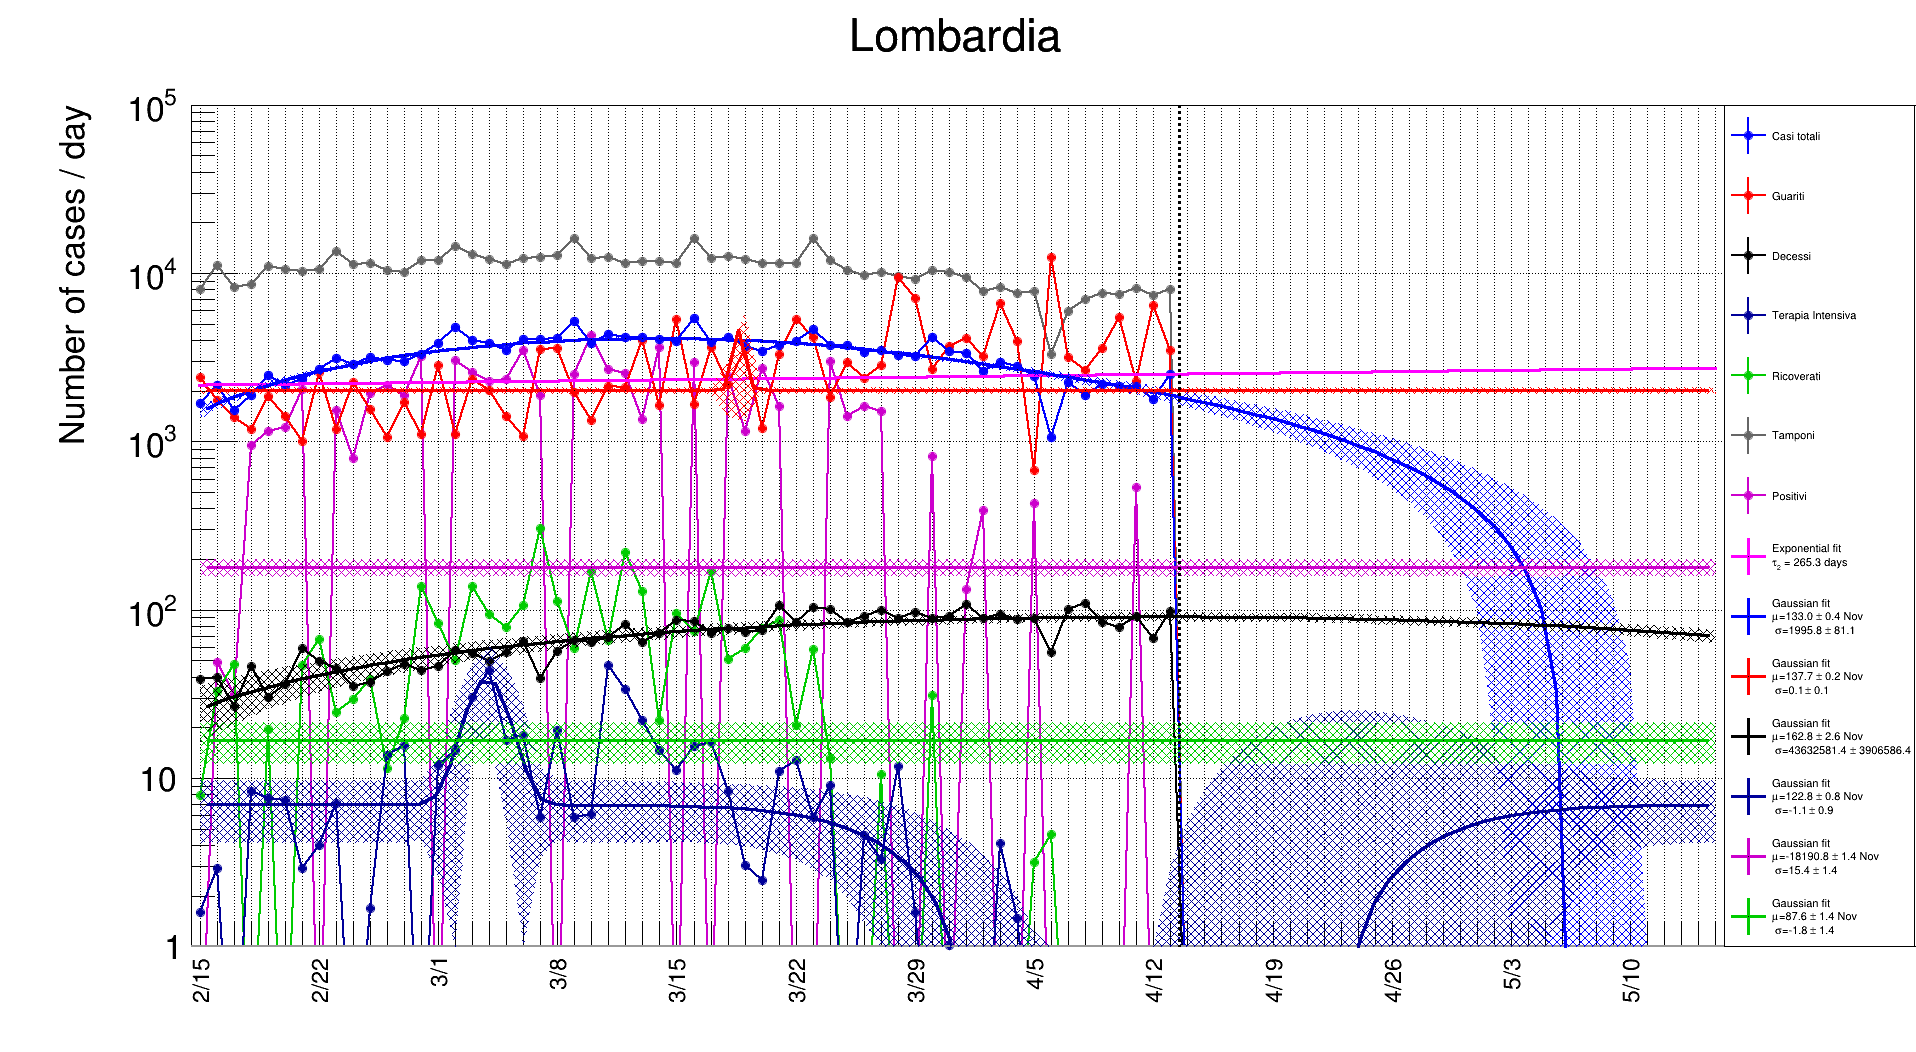 Lombardia
Number of cases / day
10^5
10^4
10^3
10^2
10
1
2/15
2/22
3/1
3/8
3/15
3/22
3/29
4/5
4/12
4/19
4/26
5/3
5/10
Casi totali
Guariti
Decessi
Terapia Intensiva
Ricoverati
Tamponi
Positivi
Exponential fit
τ₂ = 265.3 days
Gaussian fit
μ=133.0 ± 0.4 Nov
σ=1995.8 ± 81.1
Gaussian fit
μ=137.7 ± 0.2 Nov
σ=0.1 ± 0.1
Gaussian fit
μ=162.8 ± 2.6 Nov
σ=43632581.4 ± 3906586.4
Gaussian fit
μ=122.8 ± 0.8 Nov
σ=-1.1 ± 0.9
Gaussian fit
μ=-18190.8 ± 1.4 Nov
σ=15.4 ± 1.4
Gaussian fit
μ=87.6 ± 1.4 Nov
σ=-1.8 ± 1.4